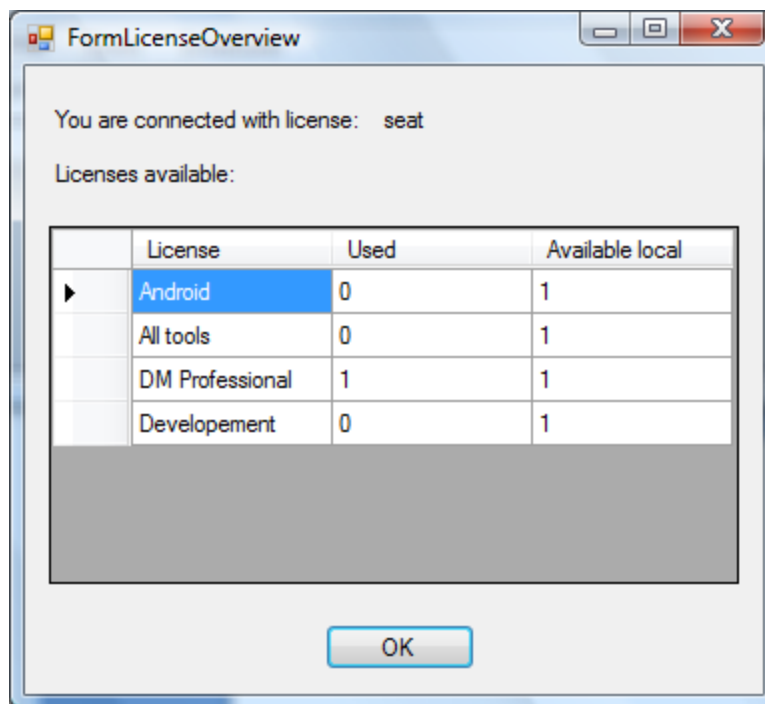 FormLicenseOverview
You are connected with license: seat
Licenses available:
License Used Available local
Android 0 1
All tools 0 1
DM Professional 1 1
Developement 0 1
OK